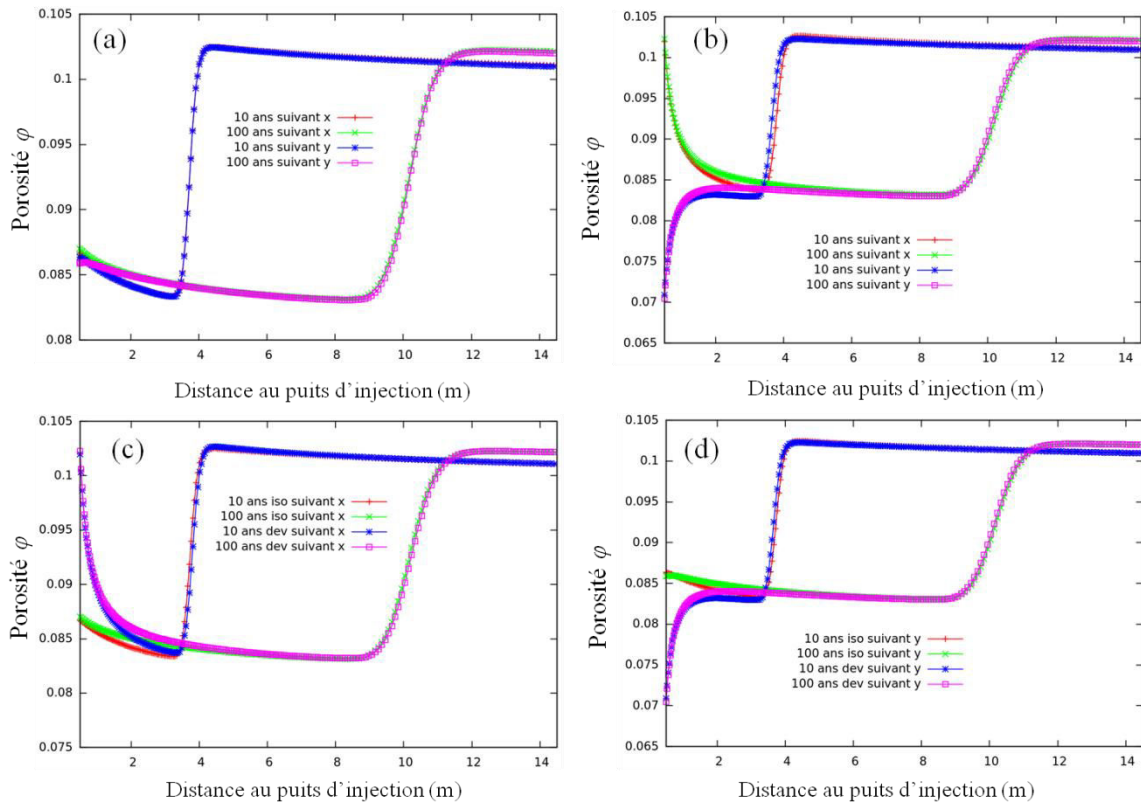 (a)
0.105
0.1
0.095
0.09
0.085
0.08
Porosité φ
10 ans suivant x
100 ans suivant x
10 ans suivant y
100 ans suivant y
2 4 6 8 10 12 14
Distance au puits d'injection (m)
(b)
0.105
0.1
0.095
0.09
0.085
0.08
0.075
0.07
0.065
Porosité φ
10 ans suivant x
100 ans suivant x
10 ans suivant y
100 ans suivant y
2 4 6 8 10 12 14
Distance au puits d'injection (m)
(c)
0.105
0.1
0.095
0.09
0.085
0.08
0.075
Porosité φ
10 ans iso suivant x
100 ans iso suivant x
10 ans dev suivant x
100 ans dev suivant x
2 4 6 8 10 12 14
Distance au puits d'injection (m)
(d)
0.105
0.1
0.095
0.09
0.085
0.08
0.075
0.07
0.065
Porosité φ
10 ans iso suivant y
100 ans iso suivant y
10 ans dev suivant y
100 ans dev suivant y
2 4 6 8 10 12 14
Distance au puits d'injection (m)